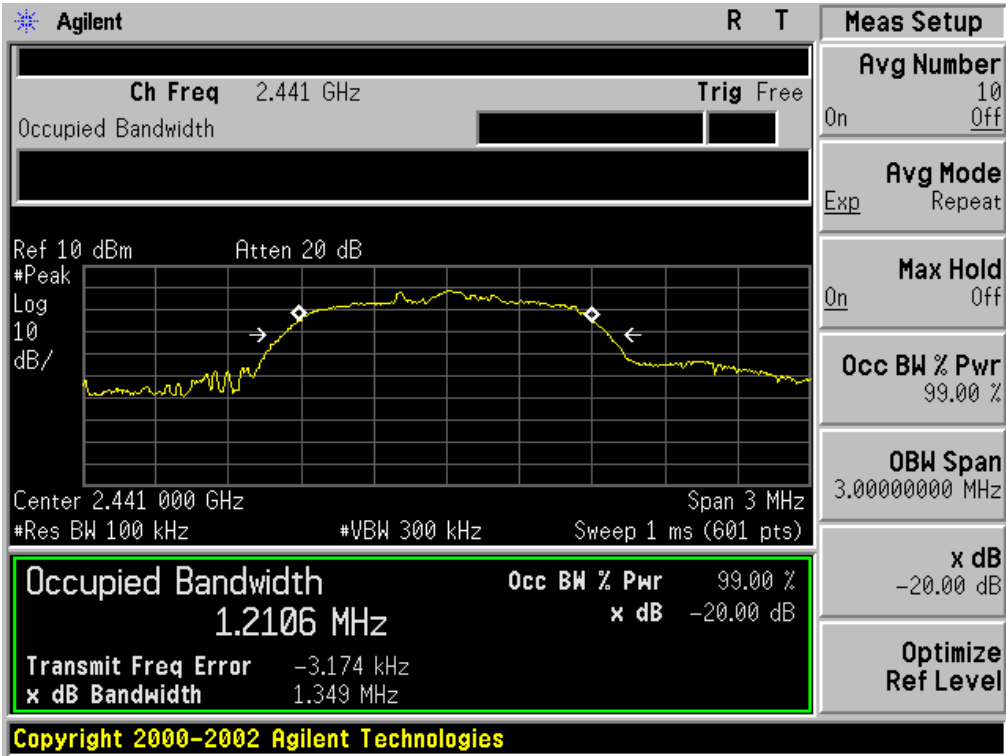 Agilent R T
Ch Freq 2.441 GHz Trig Free
Occupied Bandwidth
Ref 10 dBm Atten 20 dB
#Peak
Log
10
dB/
Center 2.441 000 GHz Span 3 MHz
#Res BW 100 kHz #VBW 300 kHz Sweep 1 ms (601 pts)
Occupied Bandwidth Occ BW % Pwr 99.00 %
1.2106 MHz x dB -20.00 dB
Transmit Freq Error -3.174 kHz
x dB Bandwidth 1.349 MHz
Copyright 2000-2002 Agilent Technologies
Meas Setup
Avg Number
10
On Off
Avg Mode
Exp Repeat
Max Hold
On Off
Occ BW % Pwr
99.00 %
OBW Span
3.00000000 MHz
x dB
-20.00 dB
Optimize
Ref Level